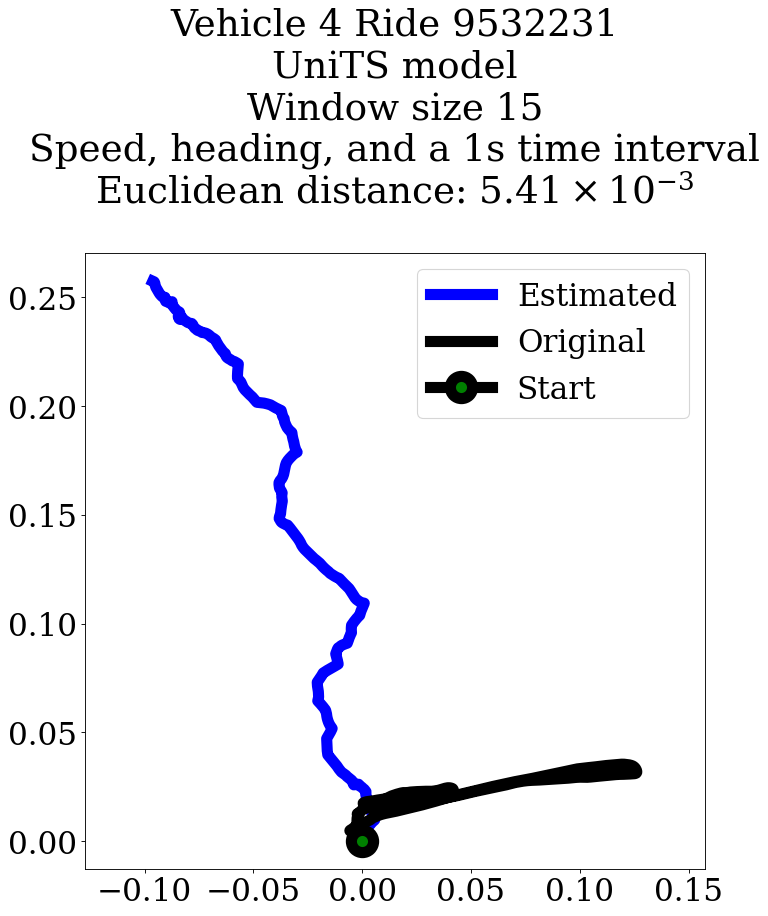 Vehicle 4 Ride 9532231
UniTS model
Window size 15
Speed, heading, and a 1s time interval
Euclidean distance: 5.41 × 10⁻³
Estimated
Original
Start
0.25
0.20
0.15
0.10
0.05
0.00
−0.10 −0.05 0.00 0.05 0.10 0.15